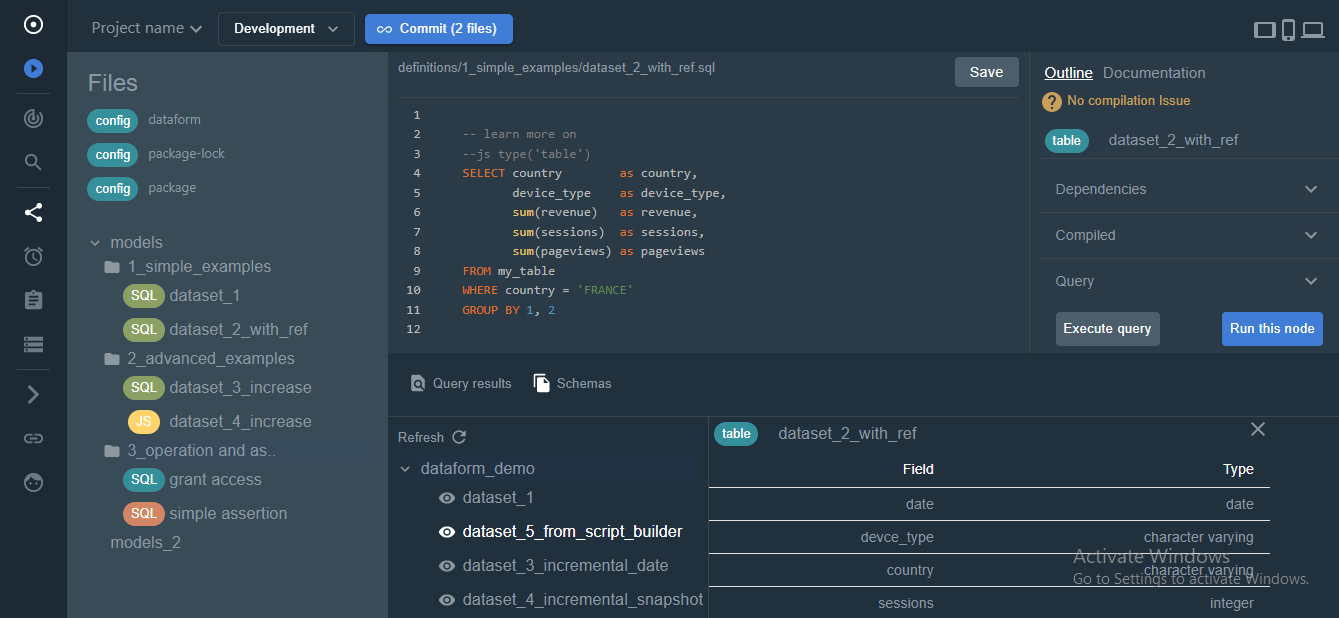 Project name
Development
Commit (2 files)
Files
config dataform
config package-lock
config package
models
1_simple_examples
SQL dataset_1
SQL dataset_2_with_ref
2_advanced_examples
SQL dataset_3_increase
JS dataset_4_increase
3_operation and as..
SQL grant access
SQL simple assertion
models_2
definitions/1_simple_examples/dataset_2_with_ref.sql
Save
1
2 -- learn more on
3 --js type('table')
4 SELECT country as country,
5 device_type as device_type,
6 sum(revenue) as revenue,
7 sum(sessions) as sessions,
8 sum(pageviews) as pageviews
9 FROM my_table
10 WHERE country = 'FRANCE'
11 GROUP BY 1, 2
12
Outline Documentation
? No compilation Issue
table dataset_2_with_ref
Dependencies
Compiled
Query
Execute query Run this node
Query results Schemas
Refresh
dataform_demo
dataset_1
dataset_5_from_script_builder
dataset_3_incremental_date
dataset_4_incremental_snapshot
table dataset_2_with_ref
Field Type
date date
devce_type character varying
country character varying
sessions integer
Activate Windows
Go to Settings to activate Windows.